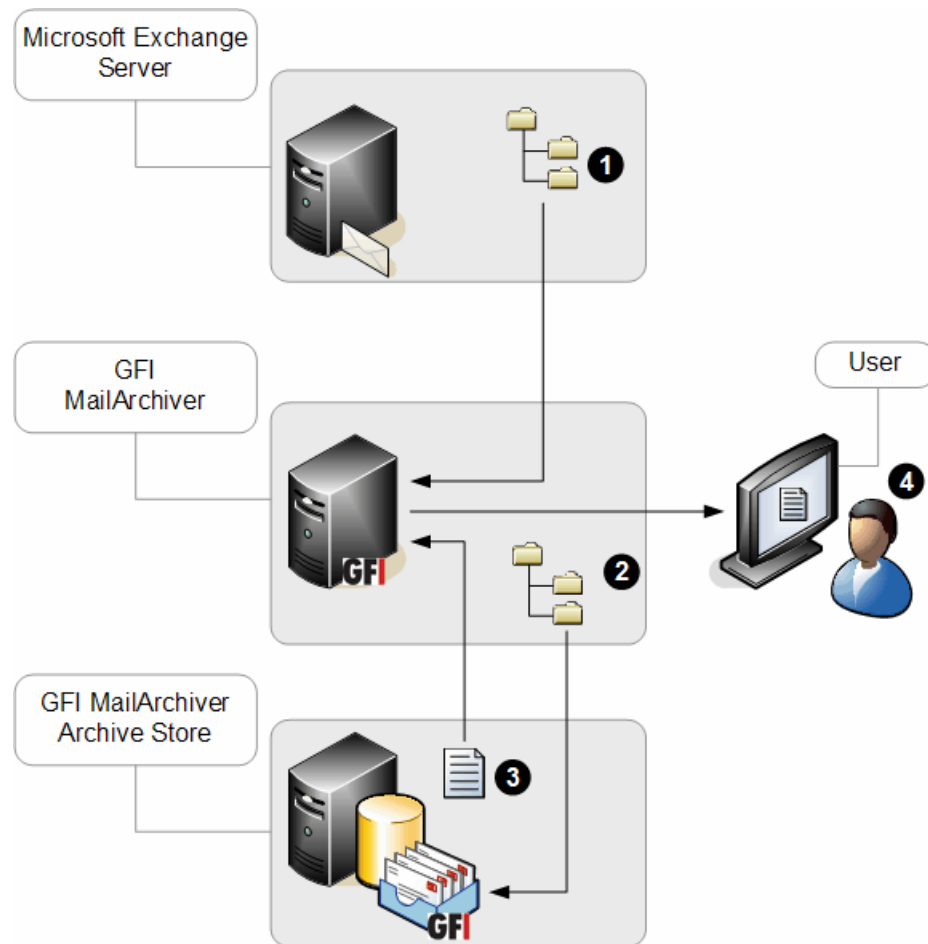 Microsoft Exchange
Server
1
GFI
MailArchiver
User
4
GFI
2
GFI MailArchiver
Archive Store
3
GFI